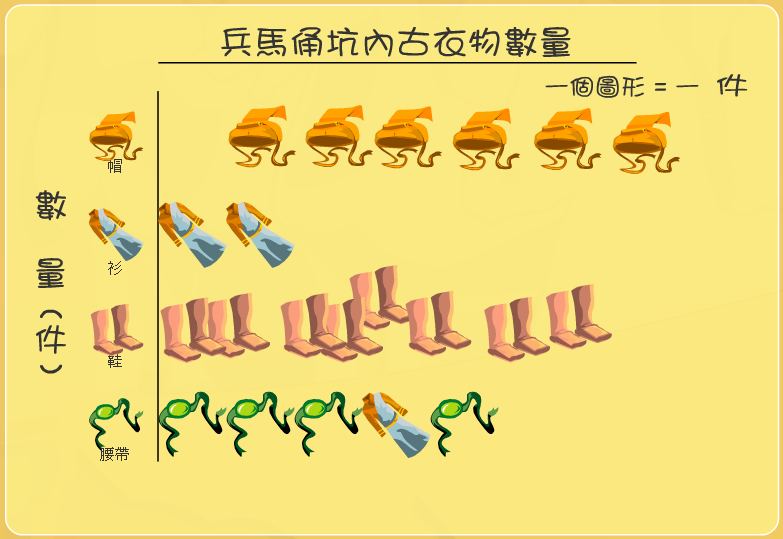 兵馬俑坑內古衣物數量
一個圖形 = 一 件
帽
數量(件)
衫
鞋
腰帶